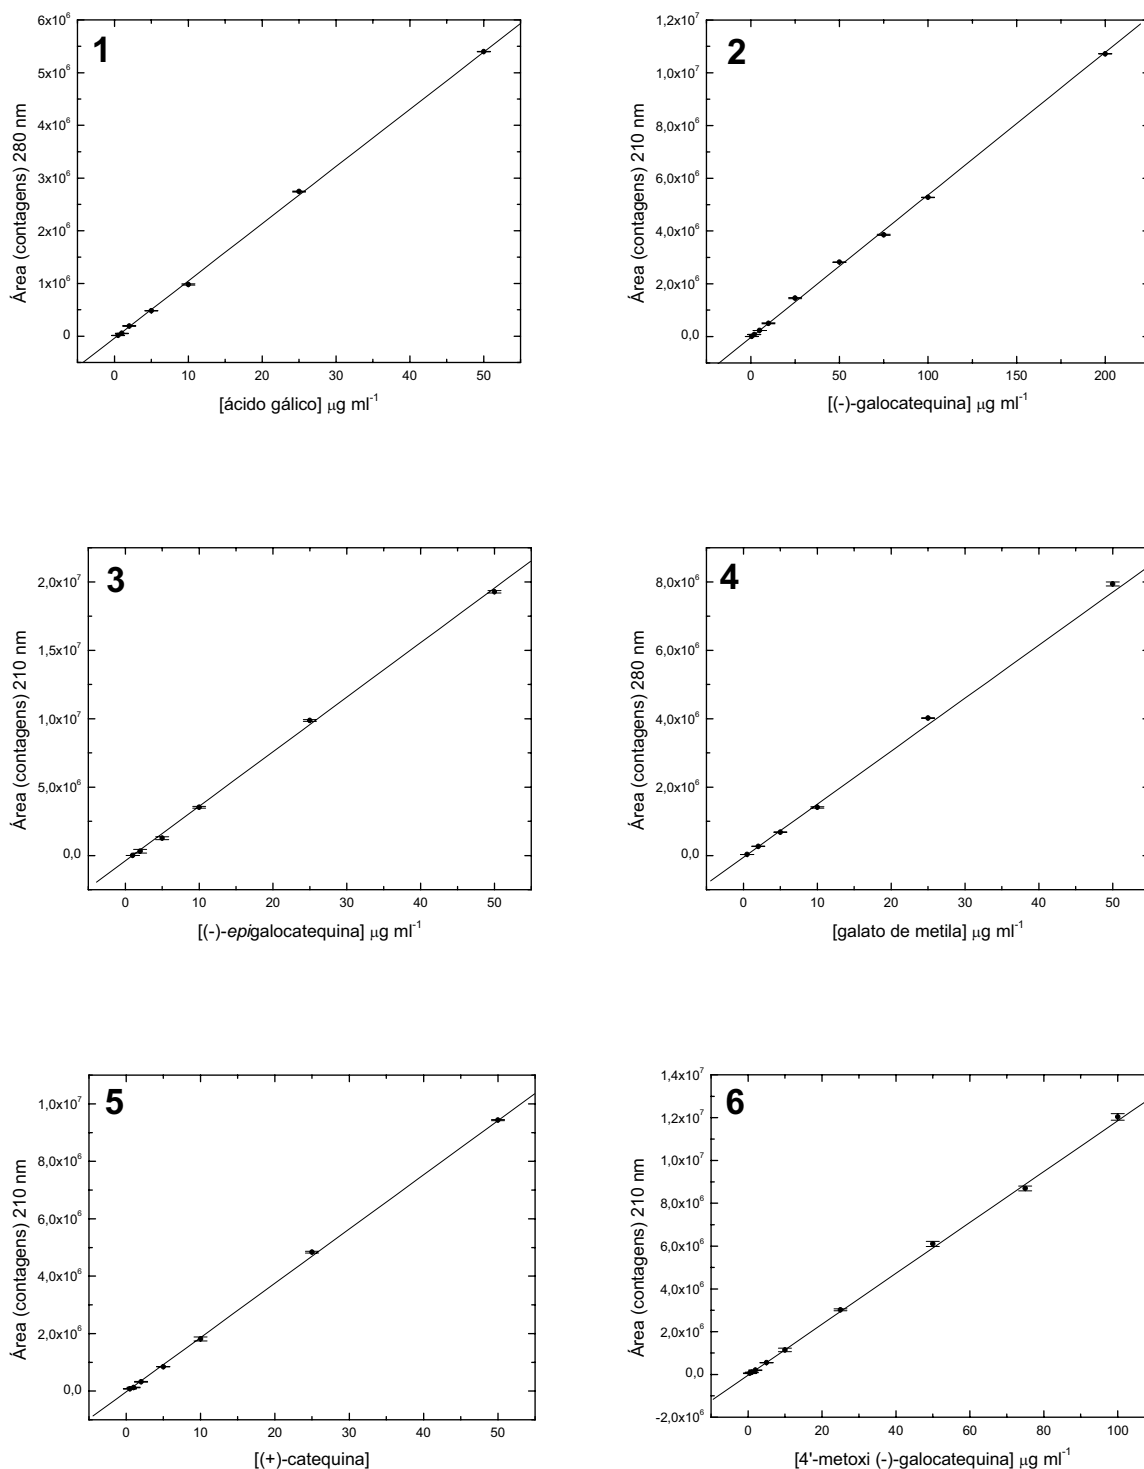 1
6x10⁶
5x10⁶
4x10⁶
3x10⁶
2x10⁶
1x10⁶
0
Área (contagens) 280 nm
0 10 20 30 40 50
[ácido gálico] μg ml⁻¹
2
1,2x10⁷
1,0x10⁷
8,0x10⁶
6,0x10⁶
4,0x10⁶
2,0x10⁶
0,0
Área (contagens) 210 nm
0 50 100 150 200
[(-)-galocatequina] μg ml⁻¹
3
2,0x10⁷
1,5x10⁷
1,0x10⁷
5,0x10⁶
0,0
Área (contagens) 210 nm
0 10 20 30 40 50
[(-)-epigalocatequina] μg ml⁻¹
4
8,0x10⁶
6,0x10⁶
4,0x10⁶
2,0x10⁶
0,0
Área (contagens) 280 nm
0 10 20 30 40 50
[galato de metila] μg ml⁻¹
5
1,0x10⁷
8,0x10⁶
6,0x10⁶
4,0x10⁶
2,0x10⁶
0,0
Área (contagens) 210 nm
0 10 20 30 40 50
[(+)-catequina]
6
1,4x10⁷
1,2x10⁷
1,0x10⁷
8,0x10⁶
6,0x10⁶
4,0x10⁶
2,0x10⁶
0,0
-2,0x10⁶
Área (contagens) 210 nm
0 20 40 60 80 100
[4'-metoxi (-)-galocatequina] μg ml⁻¹